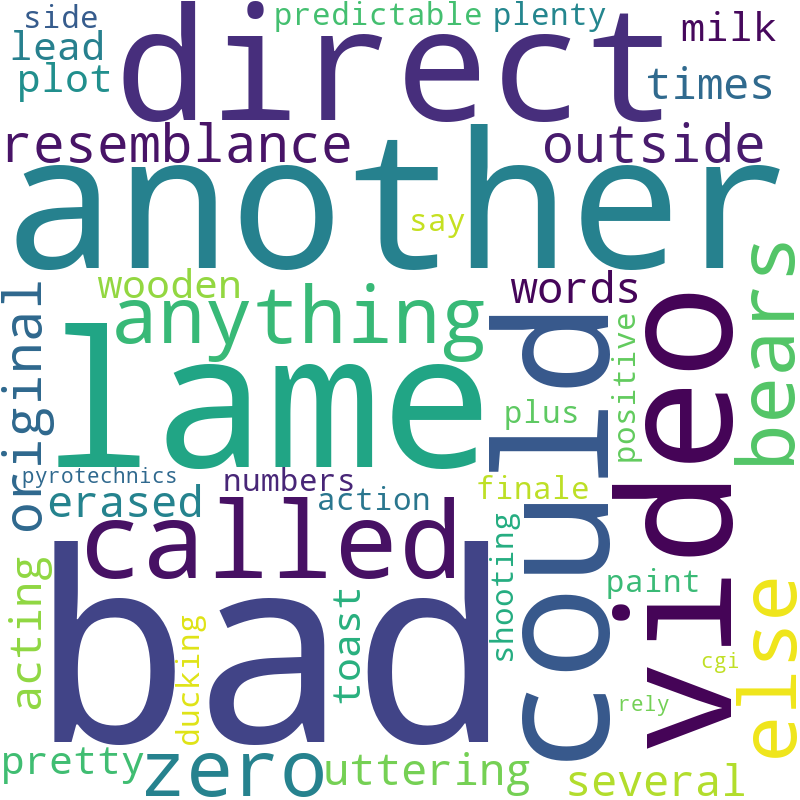 side
predictable
plenty
direct
milk
lead
plot
times
resemblance
outside
another
say
wooden
words
anything
original
could
video
bears
positive
lame
plus
pyrotechnics
numbers
finale
erased
action
called
shooting
bad
acting
toast
paint
else
ducking
cgi
rely
pretty
zero
uttering
several